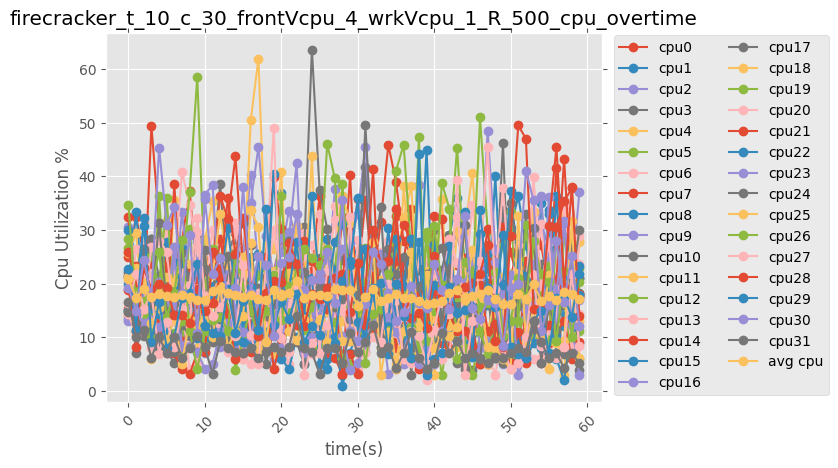 firecracker_t_10_c_30_frontVcpu_4_wrkVcpu_1_R_500_cpu_overtime
Cpu Utilization %
60
50
40
30
20
10
0
0
10
20
30
40
50
60
time(s)
cpu0
cpu1
cpu2
cpu3
cpu4
cpu5
cpu6
cpu7
cpu8
cpu9
cpu10
cpu11
cpu12
cpu13
cpu14
cpu15
cpu16
cpu17
cpu18
cpu19
cpu20
cpu21
cpu22
cpu23
cpu24
cpu25
cpu26
cpu27
cpu28
cpu29
cpu30
cpu31
avg cpu